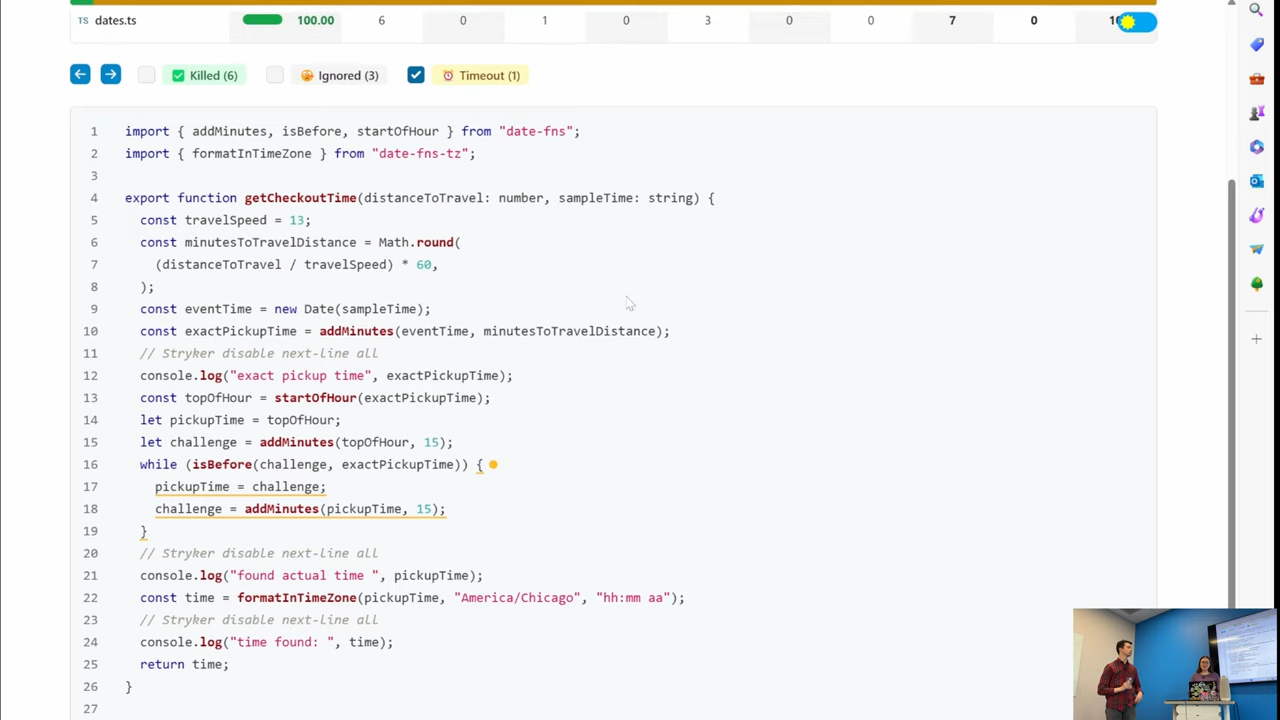 TS dates.ts 100.00 6 0 1 0 3 0 0 7 0
Killed (6) Ignored (3) Timeout (1)
1 import { addMinutes, isBefore, startOfHour } from "date-fns";
2 import { formatInTimeZone } from "date-fns-tz";
3
4 export function getCheckoutTime(distanceToTravel: number, sampleTime: string) {
5 const travelSpeed = 13;
6 const minutesToTravelDistance = Math.round(
7 (distanceToTravel / travelSpeed) * 60,
8 );
9 const eventTime = new Date(sampleTime);
10 const exactPickupTime = addMinutes(eventTime, minutesToTravelDistance);
11 // Stryker disable next-line all
12 console.log("exact pickup time", exactPickupTime);
13 const topOfHour = startOfHour(exactPickupTime);
14 let pickupTime = topOfHour;
15 let challenge = addMinutes(topOfHour, 15);
16 while (isBefore(challenge, exactPickupTime)) {
17 pickupTime = challenge;
18 challenge = addMinutes(pickupTime, 15);
19 }
20 // Stryker disable next-line all
21 console.log("found actual time ", pickupTime);
22 const time = formatInTimeZone(pickupTime, "America/Chicago", "hh:mm aa");
23 // Stryker disable next-line all
24 console.log("time found: ", time);
25 return time;
26 }
27